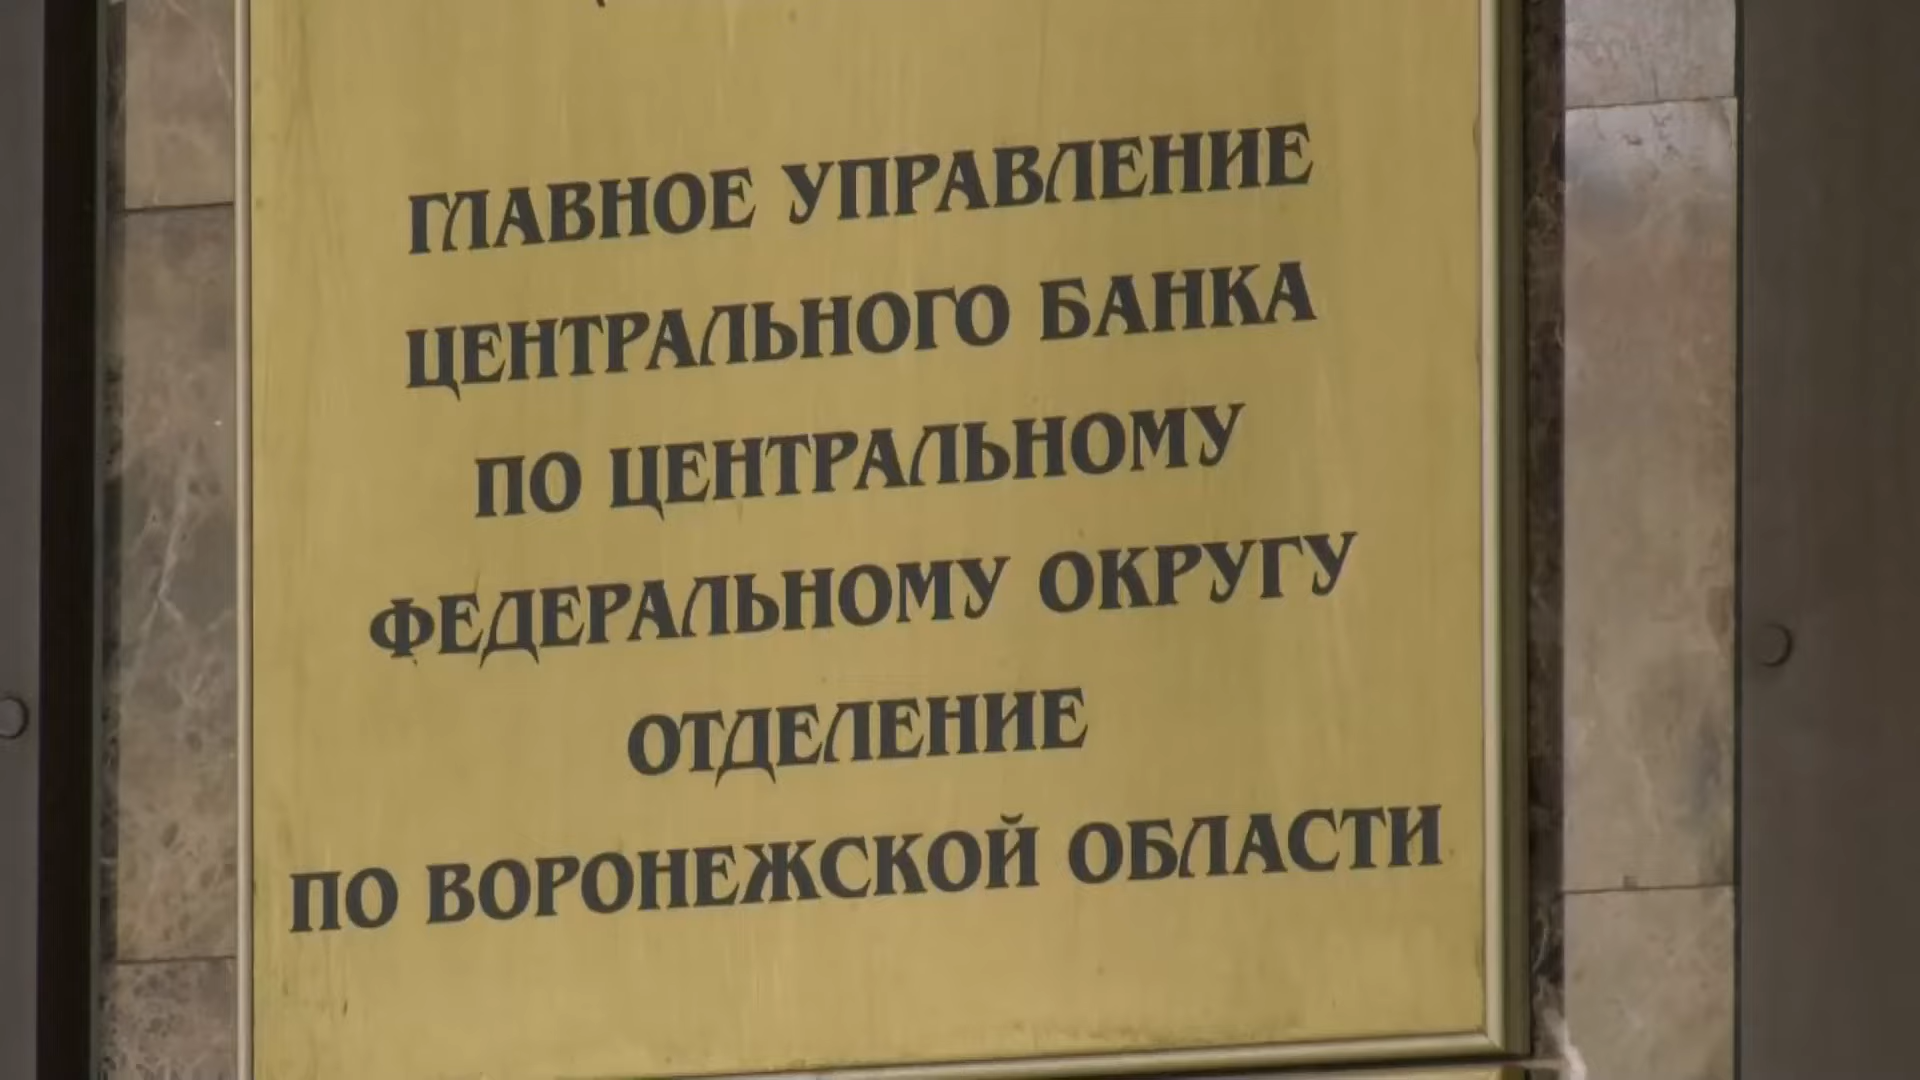 ГЛАВНОЕ УПРАВЛЕНИЕ
ЦЕНТРАЛЬНОГО БАНКА
ПО ЦЕНТРАЛЬНОМУ
ФЕДЕРАЛЬНОМУ ОКРУГУ
ОТДЕЛЕНИЕ
ПО ВОРОНЕЖСКОЙ ОБЛАСТИ